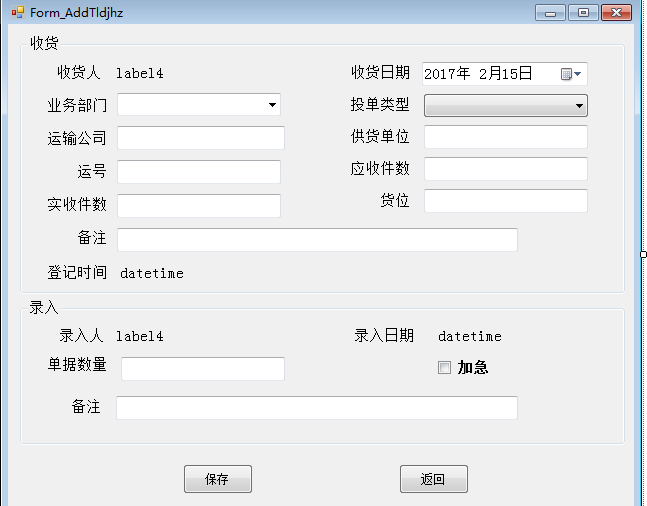 Form_AddTldjhz
收货
收货人 label4 收货日期 2017年 2月15日
业务部门 投单类型
运输公司 供货单位
运号 应收件数
实收件数 货位
备注
登记时间 datetime
录入
录入人 label4 录入日期 datetime
单据数量 加急
备注
保存 返回